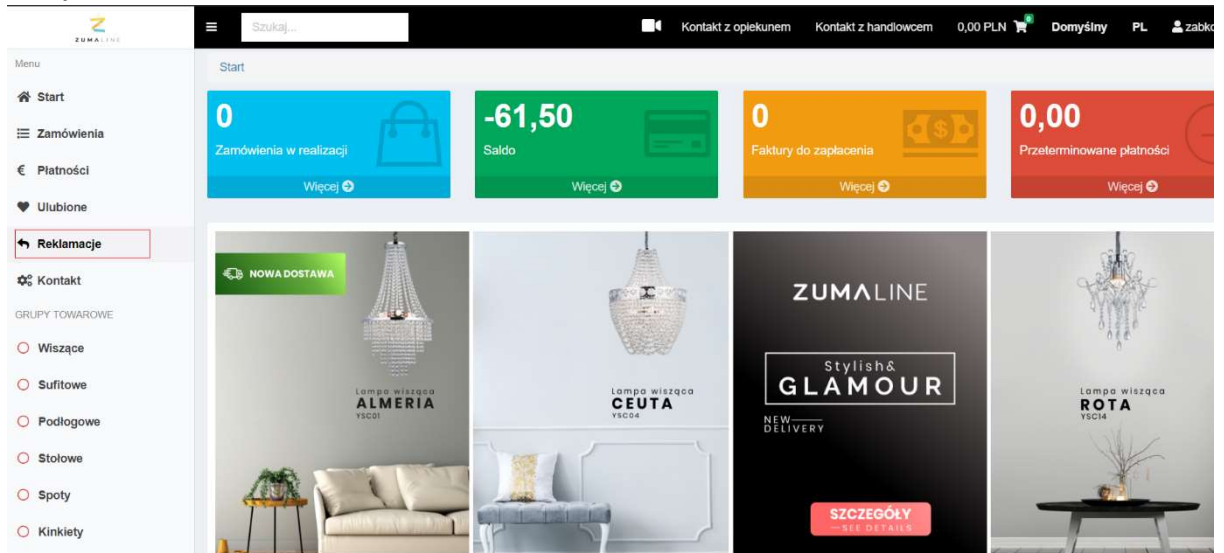 ZUMALINE
Szukaj...
Kontakt z opiekunem
Kontakt z handlowcem
0,00 PLN
0
Domyślny
PL
Menu
Start
Start
Zamówienia
Płatności
Ulubione
Reklamacje
Kontakt
GRUPY TOWAROWE
Wiszące
Sufitowe
Podłogowe
Stołowe
Spoty
Kinkiety
0
Zamówienia w realizacji
Więcej
-61,50
Saldo
Więcej
0
Faktury do zapłacenia
Więcej
0,00
Przeterminowane płatności
Więcej
NOWA DOSTAWA
Lampa wisząca
ALMERIA
YSC01
Lampa wisząca
CEUTA
YSC04
ZUMALINE
Stylish&
GLAMOUR
NEW
DELIVERY
SZCZEGÓŁY
SEE DETAILS
Lampa wisząca
ROTA
YSC14